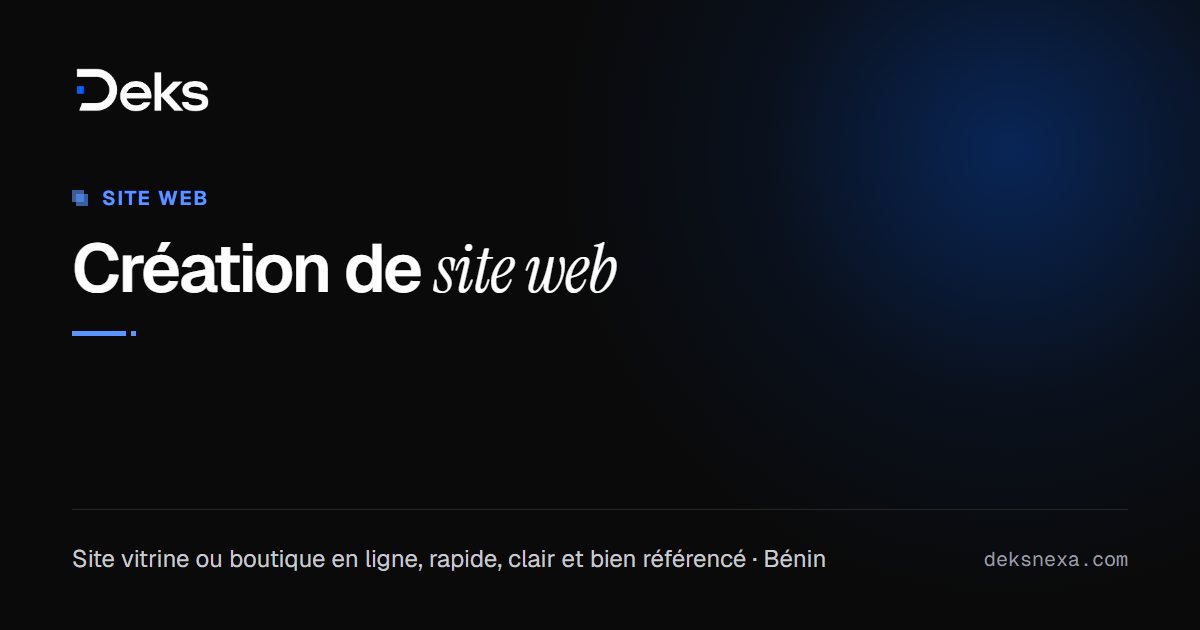 Deks
SITE WEB
Création de site web
Site vitrine ou boutique en ligne, rapide, clair et bien référencé · Bénin
deksnexa.com